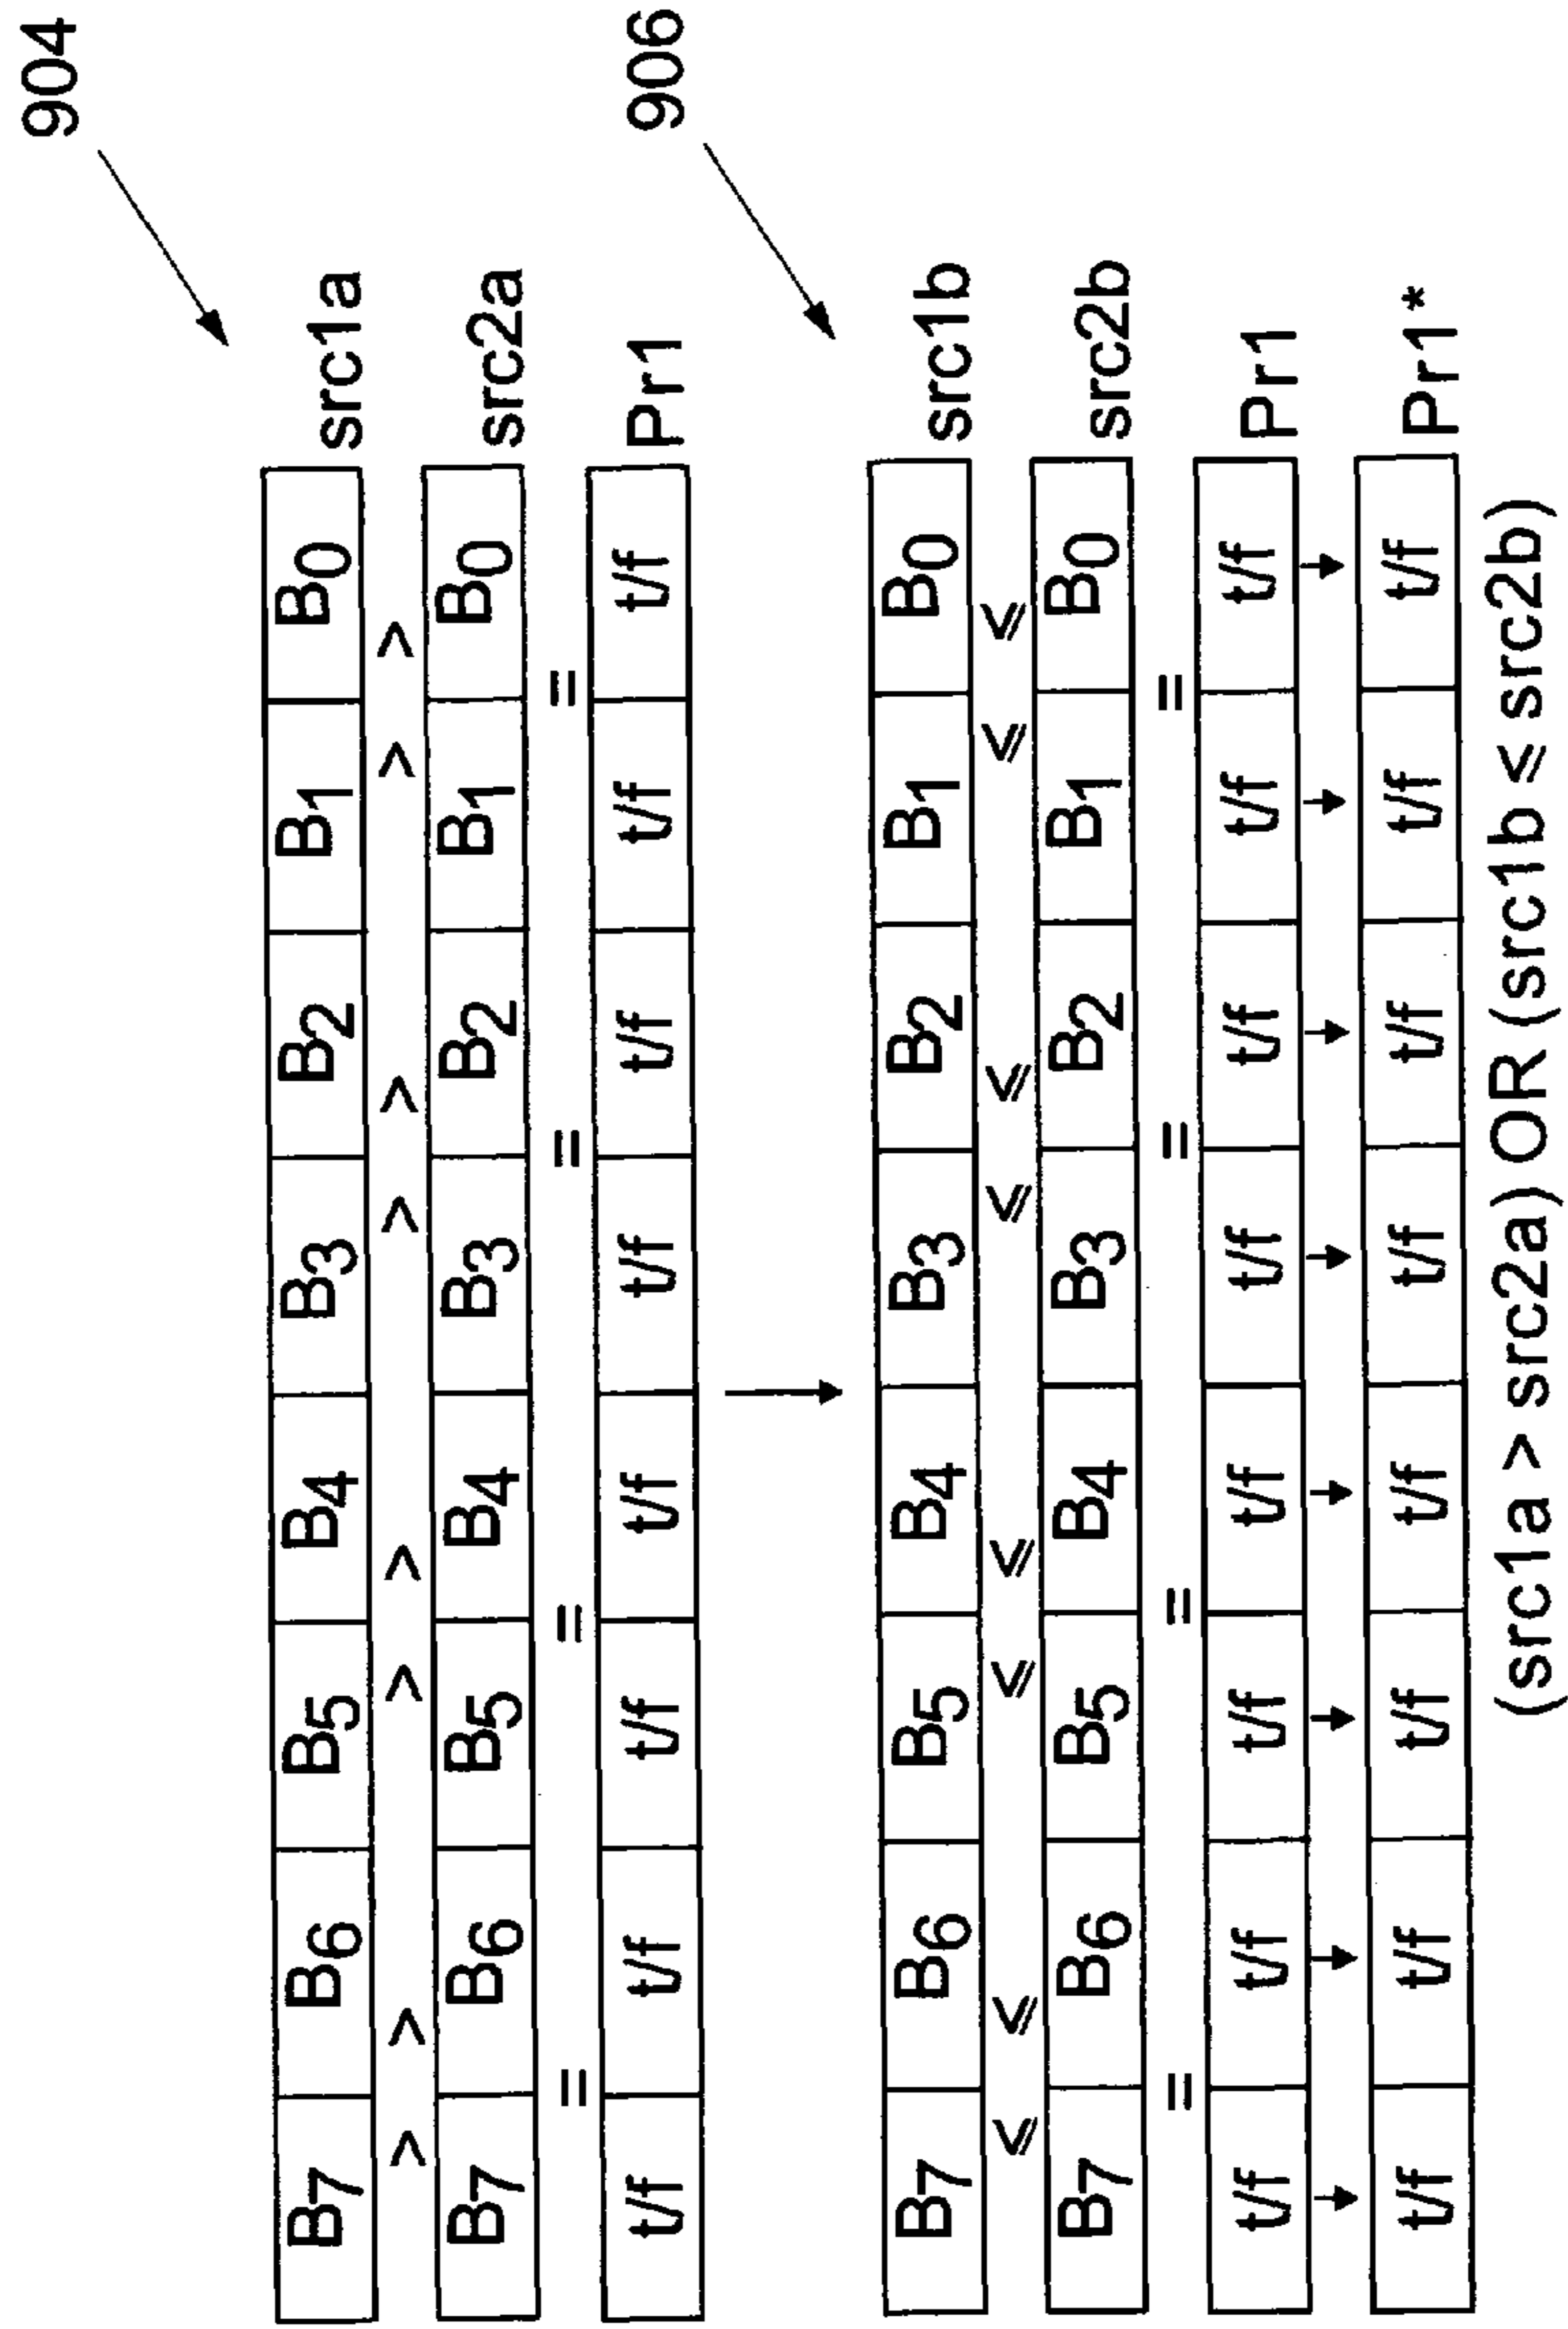 904
B7 B6 B5 B4 B3 B2 B1 B0 src1a
> > > > > > > >
B7 B6 B5 B4 B3 B2 B1 B0 src2a
= = = =
t/f t/f t/f t/f t/f t/f t/f t/f Pr1
906
B7 B6 B5 B4 B3 B2 B1 B0 src1b
⩽ ⩽ ⩽ ⩽ ⩽ ⩽ ⩽ ⩽
B7 B6 B5 B4 B3 B2 B1 B0 src2b
= = = =
t/f t/f t/f t/f t/f t/f t/f t/f Pr1
t/f t/f t/f t/f t/f t/f t/f t/f Pr1*
(src1a > src2a) OR (src1b ⩽ src2b)